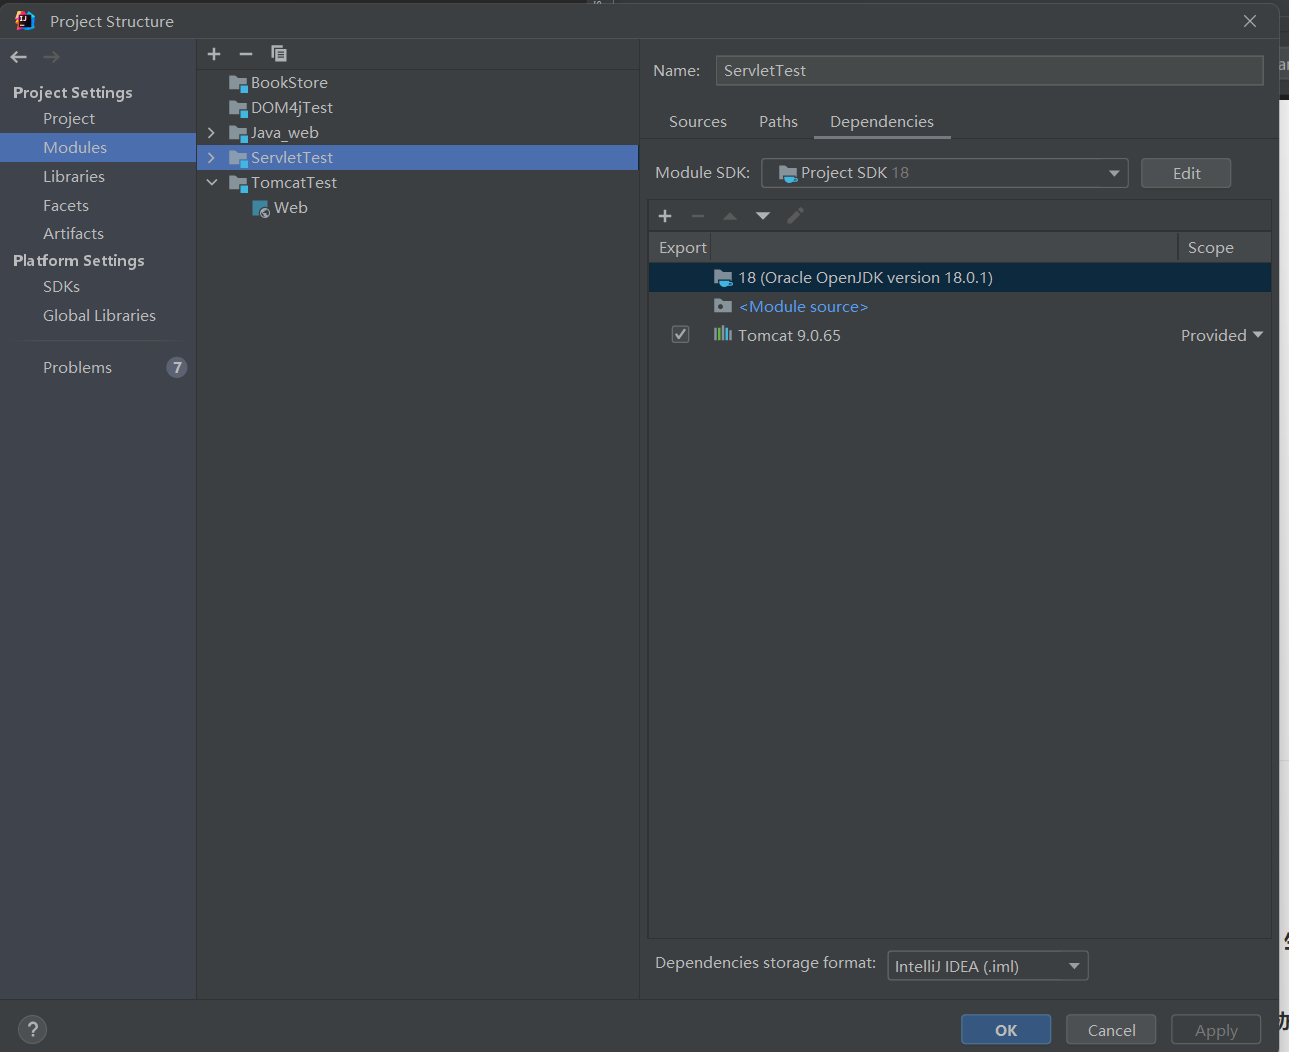 Project Structure
Project Settings
Project
Modules
Libraries
Facets
Artifacts
Platform Settings
SDKs
Global Libraries
Problems 7
BookStore
DOM4jTest
Java_web
ServletTest
TomcatTest
Web
Name: ServletTest
Sources Paths Dependencies
Module SDK: Project SDK 18 Edit
Export Scope
18 (Oracle OpenJDK version 18.0.1)
<Module source>
Tomcat 9.0.65 Provided
Dependencies storage format: IntelliJ IDEA (.iml)
? OK Cancel Apply